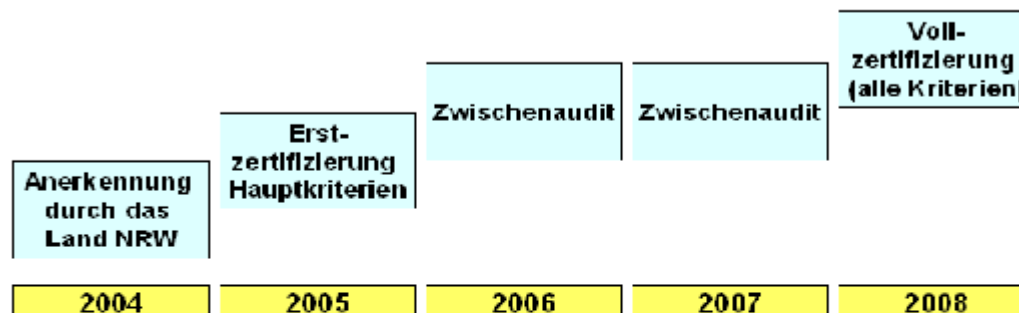 Anerkennung
durch das
Land NRW
Erst-
zertifizierung
Hauptkriterien
Zwischenaudit
Zwischenaudit
Voll-
zertifizierung
(alle Kriterien)
2004
2005
2006
2007
2008